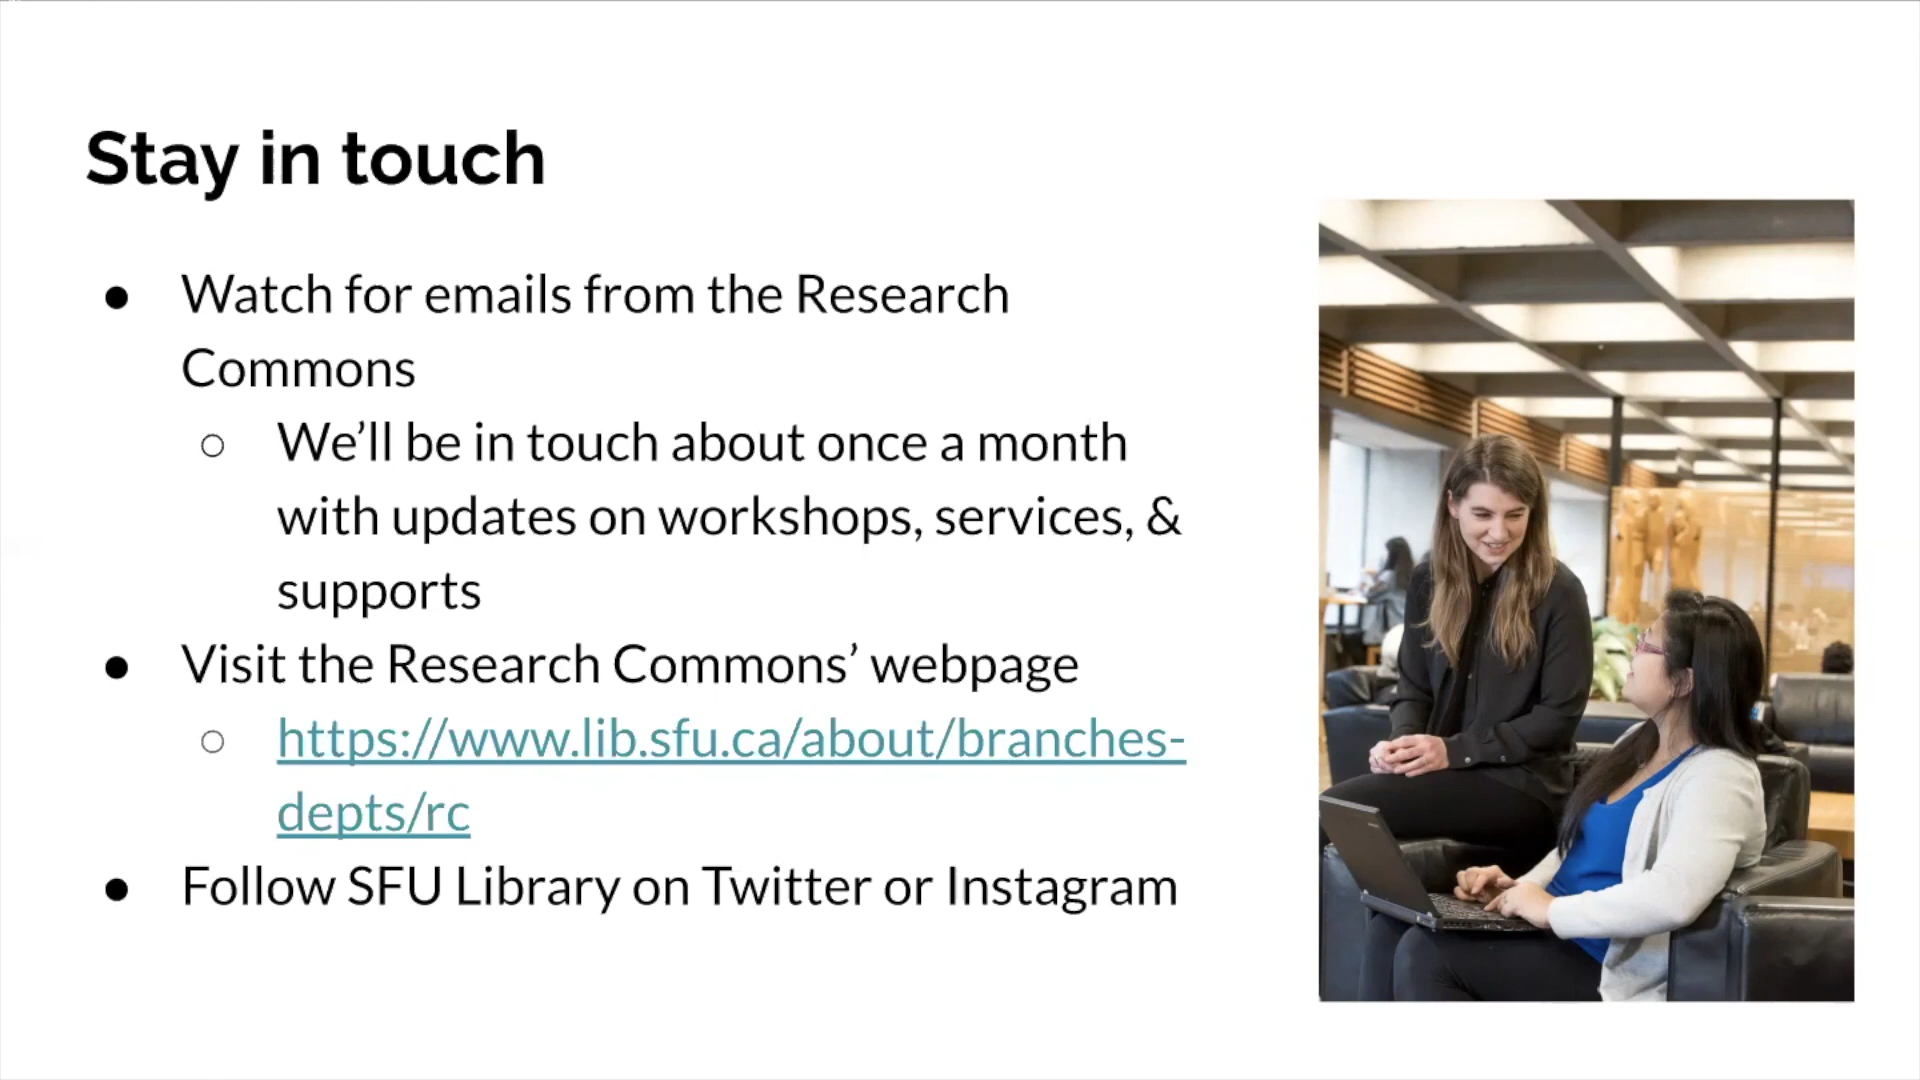 Stay in touch
● Watch for emails from the Research
Commons
○ We’ll be in touch about once a month
with updates on workshops, services, &
supports
● Visit the Research Commons’ webpage
○ https://www.lib.sfu.ca/about/branches-
depts/rc
● Follow SFU Library on Twitter or Instagram